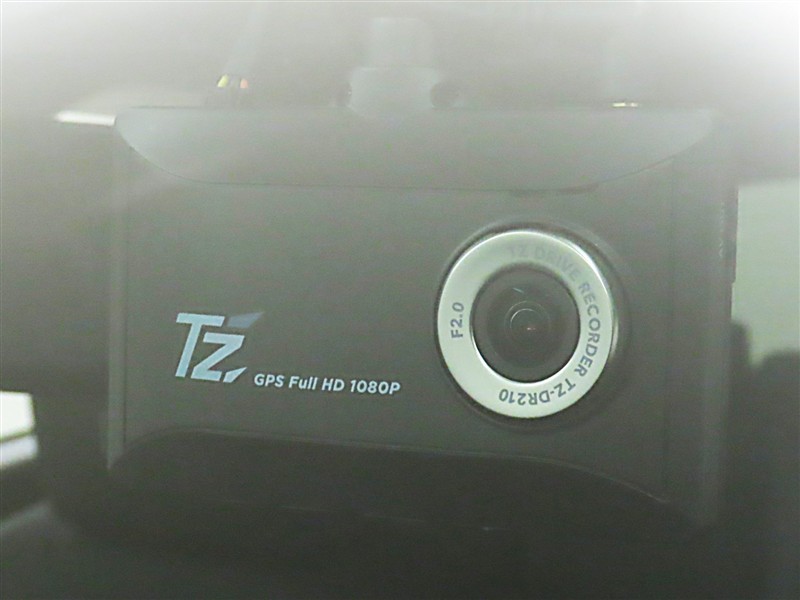 TZ
GPS Full HD 1080P
F2.0
TZ DRIVE RECORDER TZ-DR210